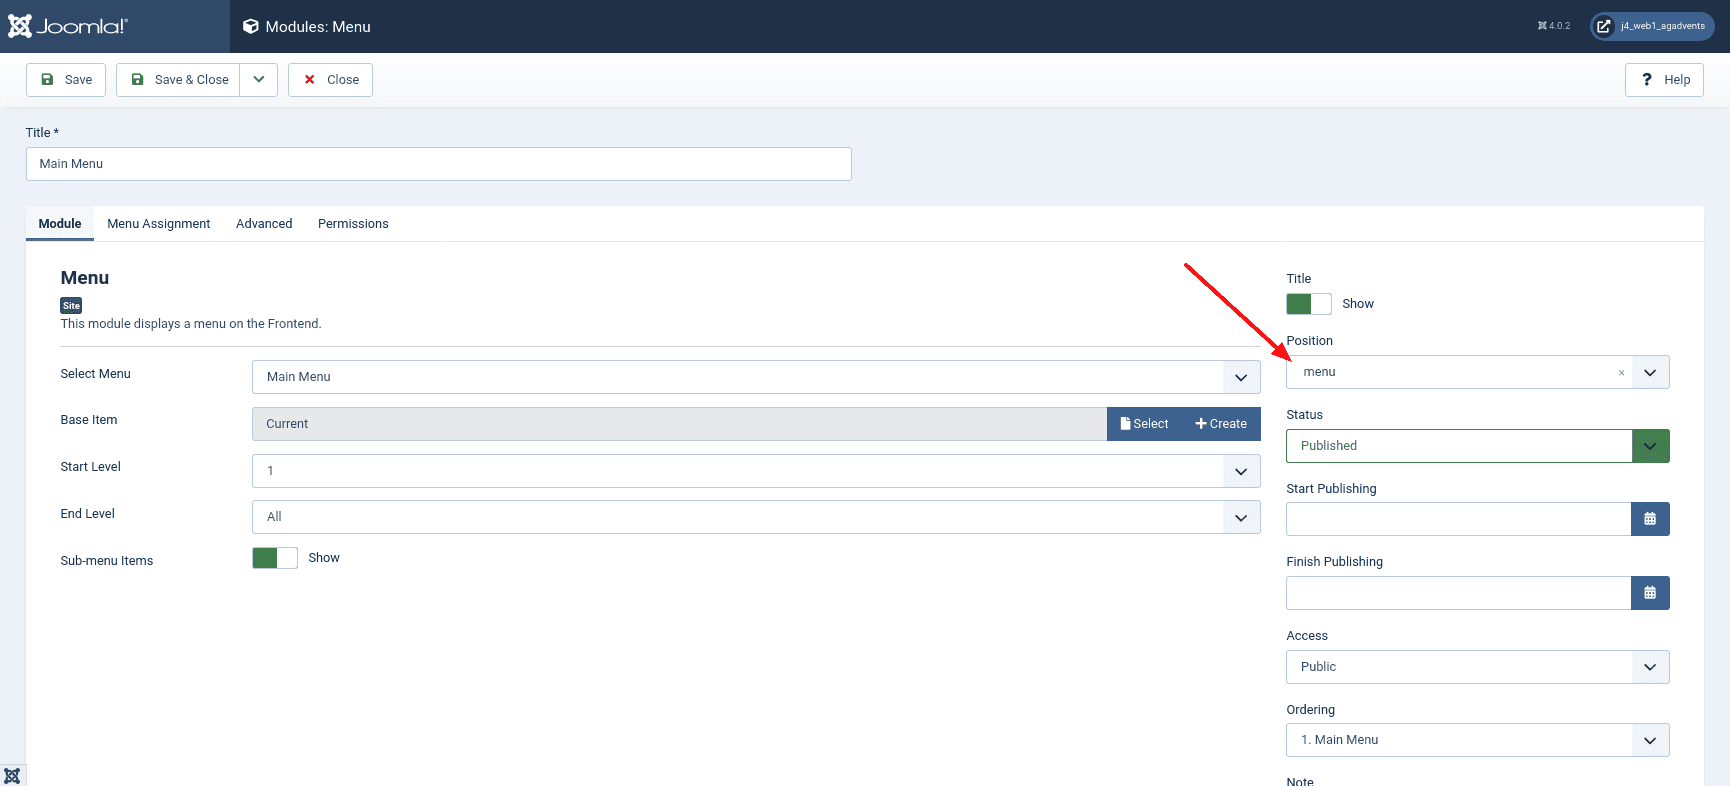 Joomla!® Modules: Menu 4.0.2 j4_web1_agadvents
Save Save & Close Close ? Help
Title *
Main Menu
Module Menu Assignment Advanced Permissions
Menu
Site
This module displays a menu on the Frontend.
Select Menu Main Menu
Base Item Current Select Create
Start Level 1
End Level All
Sub-menu Items Show
Title
Show
Position
menu ×
Status
Published
Start Publishing
Finish Publishing
Access
Public
Ordering
1. Main Menu
Note